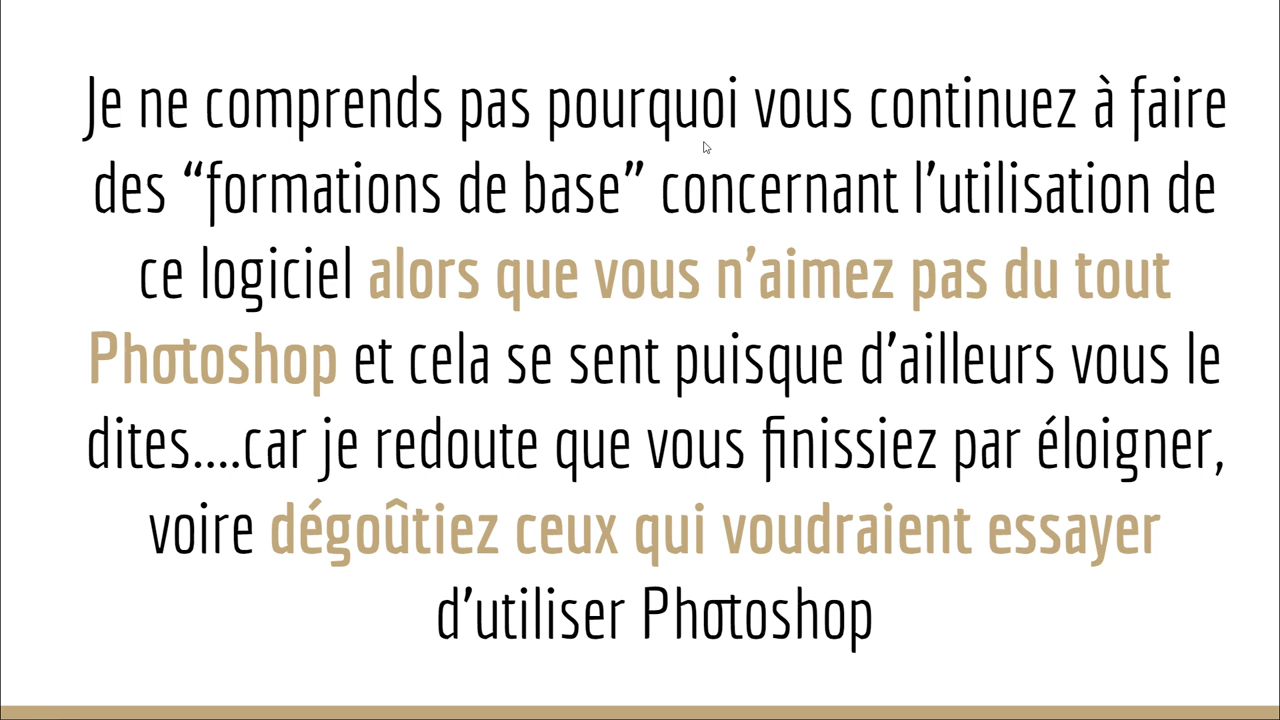 Je ne comprends pas pourquoi vous continuez à faire
des “formations de base” concernant l’utilisation de
ce logiciel alors que vous n’aimez pas du tout
Photoshop et cela se sent puisque d’ailleurs vous le
dites....car je redoute que vous finissiez par éloigner,
voire dégoûtiez ceux qui voudraient essayer
d’utiliser Photoshop